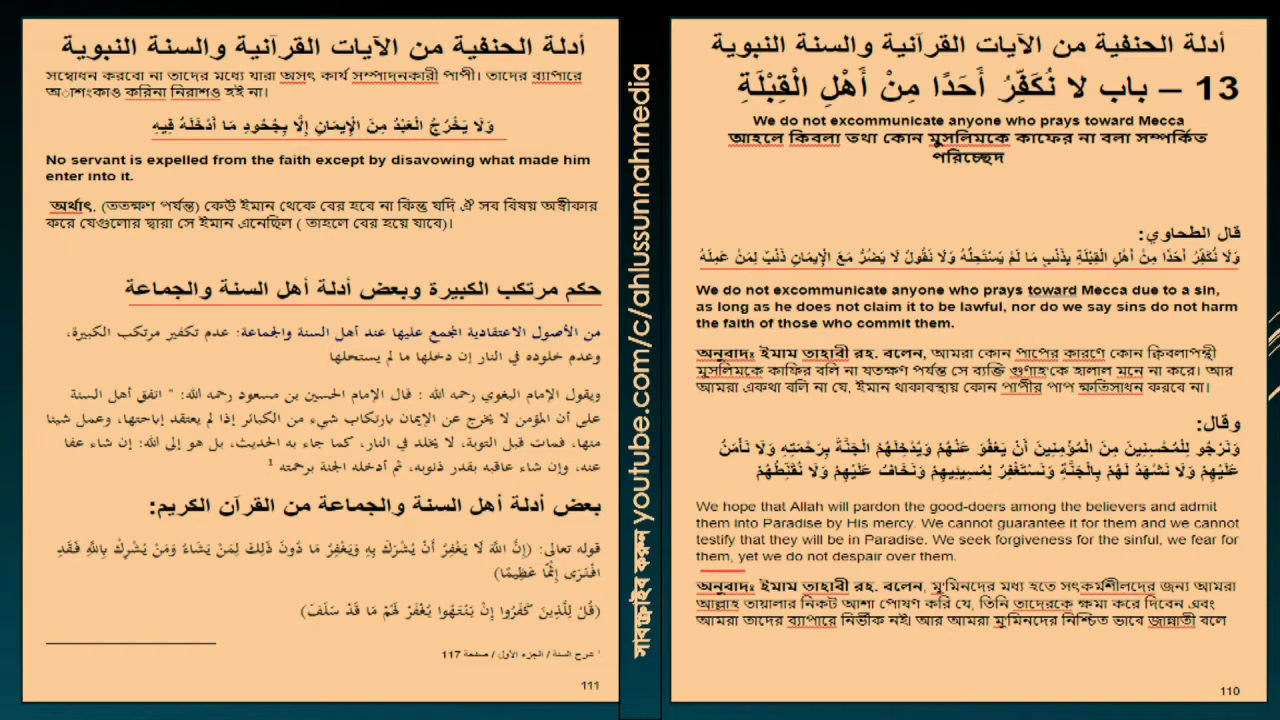 أدلة الحنفية من الآيات القرآنية والسنة النبوية
13 – باب لا نُكَفِّرُ أَحَدًا مِنْ أَهْلِ الْقِبْلَةِ
We do not excommunicate anyone who prays toward Mecca
আহলে কিবলা তথা কোন মুসলিমকে কাফের না বলা সম্পর্কিত
পরিচ্ছেদ
قال الطحاوي:
وَلَا نُكَفِّرُ أَحَدًا مِنْ أَهْلِ الْقِبْلَةِ بِذَنْبٍ مَا لَمْ يَسْتَحِلَّهُ وَلَا نَقُولُ لَا يَضُرُّ مَعَ الْإِيمَانِ ذَنْبٌ لِمَنْ عَمِلَهُ
We do not excommunicate anyone who prays toward Mecca due to a sin,
as long as he does not claim it to be lawful, nor do we say sins do not harm
the faith of those who commit them.
অনুবাদঃ ইমাম তাহাবী রহ. বলেন, আমরা কোন পাপের কারণে কোন ক্বিবলাপন্থী
মুসলিমকে কাফির বলি না যতক্ষণ পর্যন্ত সে ব্যক্তি গুণাহ'কে হালাল মনে না করে। আর
আমরা একথা বলি না যে, ইমান থাকাবস্থায় কোন পাপীর পাপ ক্ষতিসাধন করবে না।
وقال:
وَنَرْجُو لِلْمُحْسِنِينَ مِنَ الْمُؤْمِنِينَ أَنْ يَعْفُوَ عَنْهُمْ وَيُدْخِلَهُمُ الْجَنَّةَ بِرَحْمَتِهِ وَلَا نَأْمَنُ
عَلَيْهِمْ وَلَا نَشْهَدُ لَهُمْ بِالْجَنَّةِ وَنَسْتَغْفِرُ لِمُسِيئِهِمْ وَنَخَافُ عَلَيْهِمْ وَلَا نُقَنِّطُهُمْ
We hope that Allah will pardon the good-doers among the believers and admit
them into Paradise by His mercy. We cannot guarantee it for them and we cannot
testify that they will be in Paradise. We seek forgiveness for the sinful, we fear for
them, yet we do not despair over them.
অনুবাদঃ ইমাম তাহাবী রহ. বলেন, মু'মিনদের মধ্য হতে সৎকর্মশীলদের জন্য আমরা
আল্লাহ তায়ালার নিকট আশা পোষণ করি যে, তিনি তাদেরকে ক্ষমা করে দিবেন এবং
আমরা তাদের ব্যাপারে নির্ভীক নই। আর আমরা মু'মিনদের নিশ্চিত ভাবে জান্নাতী বলে
110
সাবস্ক্রাইব করুন youtube.com/c/ahlussunnahmedia
أدلة الحنفية من الآيات القرآنية والسنة النبوية
সম্বোধন করবো না তাদের মধ্যে যারা অসৎ কার্য সম্পাদনকারী পাপী। তাদের ব্যাপারে
অাশংকাও করিনা নিরাশও হই না।
وَلَا يَخْرُجُ الْعَبْدُ مِنَ الْإِيمَانِ إِلَّا بِجُحُودِ مَا أَدْخَلَهُ فِيهِ
No servant is expelled from the faith except by disavowing what made him
enter into it.
অর্থাৎ, (ততক্ষণ পর্যন্ত) কেউ ইমান থেকে বের হবে না কিন্তু যদি ঐ সব বিষয় অস্বীকার
করে যেগুলোর দ্বারা সে ইমান এনেছিল ( তাহলে বের হয়ে যাবে)।
حكم مرتكب الكبيرة وبعض أدلة أهل السنة والجماعة
من الأصول الاعتقادية المجمع عليها عند أهل السنة والجماعة: عدم تكفير مرتكب الكبيرة،
وعدم خلوده في النار إن دخلها ما لم يستحلها
ويقول الإمام البغوي رحمه الله : قال الإمام الحسين بن مسعود رحمه الله: " اتفق أهل السنة
على أن المؤمن لا يخرج عن الإيمان بارتكاب شيء من الكبائر إذا لم يعتقد إباحتها، وعمل شيئا
منها، فمات قبل التوبة، لا يخلد في النار، كما جاء به الحديث، بل هو إلى الله: إن شاء عفا
عنه، وإن شاء عاقبه بقدر ذنوبه، ثم أدخله الجنة برحمته ¹
بعض أدلة أهل السنة والجماعة من القرآن الكريم:
قوله تعالى: (إِنَّ اللَّهَ لَا يَغْفِرُ أَنْ يُشْرَكَ بِهِ وَيَغْفِرُ مَا دُونَ ذَلِكَ لِمَنْ يَشَاءُ وَمَنْ يُشْرِكْ بِاللَّهِ فَقَدِ
افْتَرَى إِثْمًا عَظِيمًا)
(قُلْ لِلَّذِينَ كَفَرُوا إِنْ يَنْتَهُوا يُغْفَرْ لَهُمْ مَا قَدْ سَلَفَ)
¹ شرح السنة / الجزء الأول / صفحة 117
111